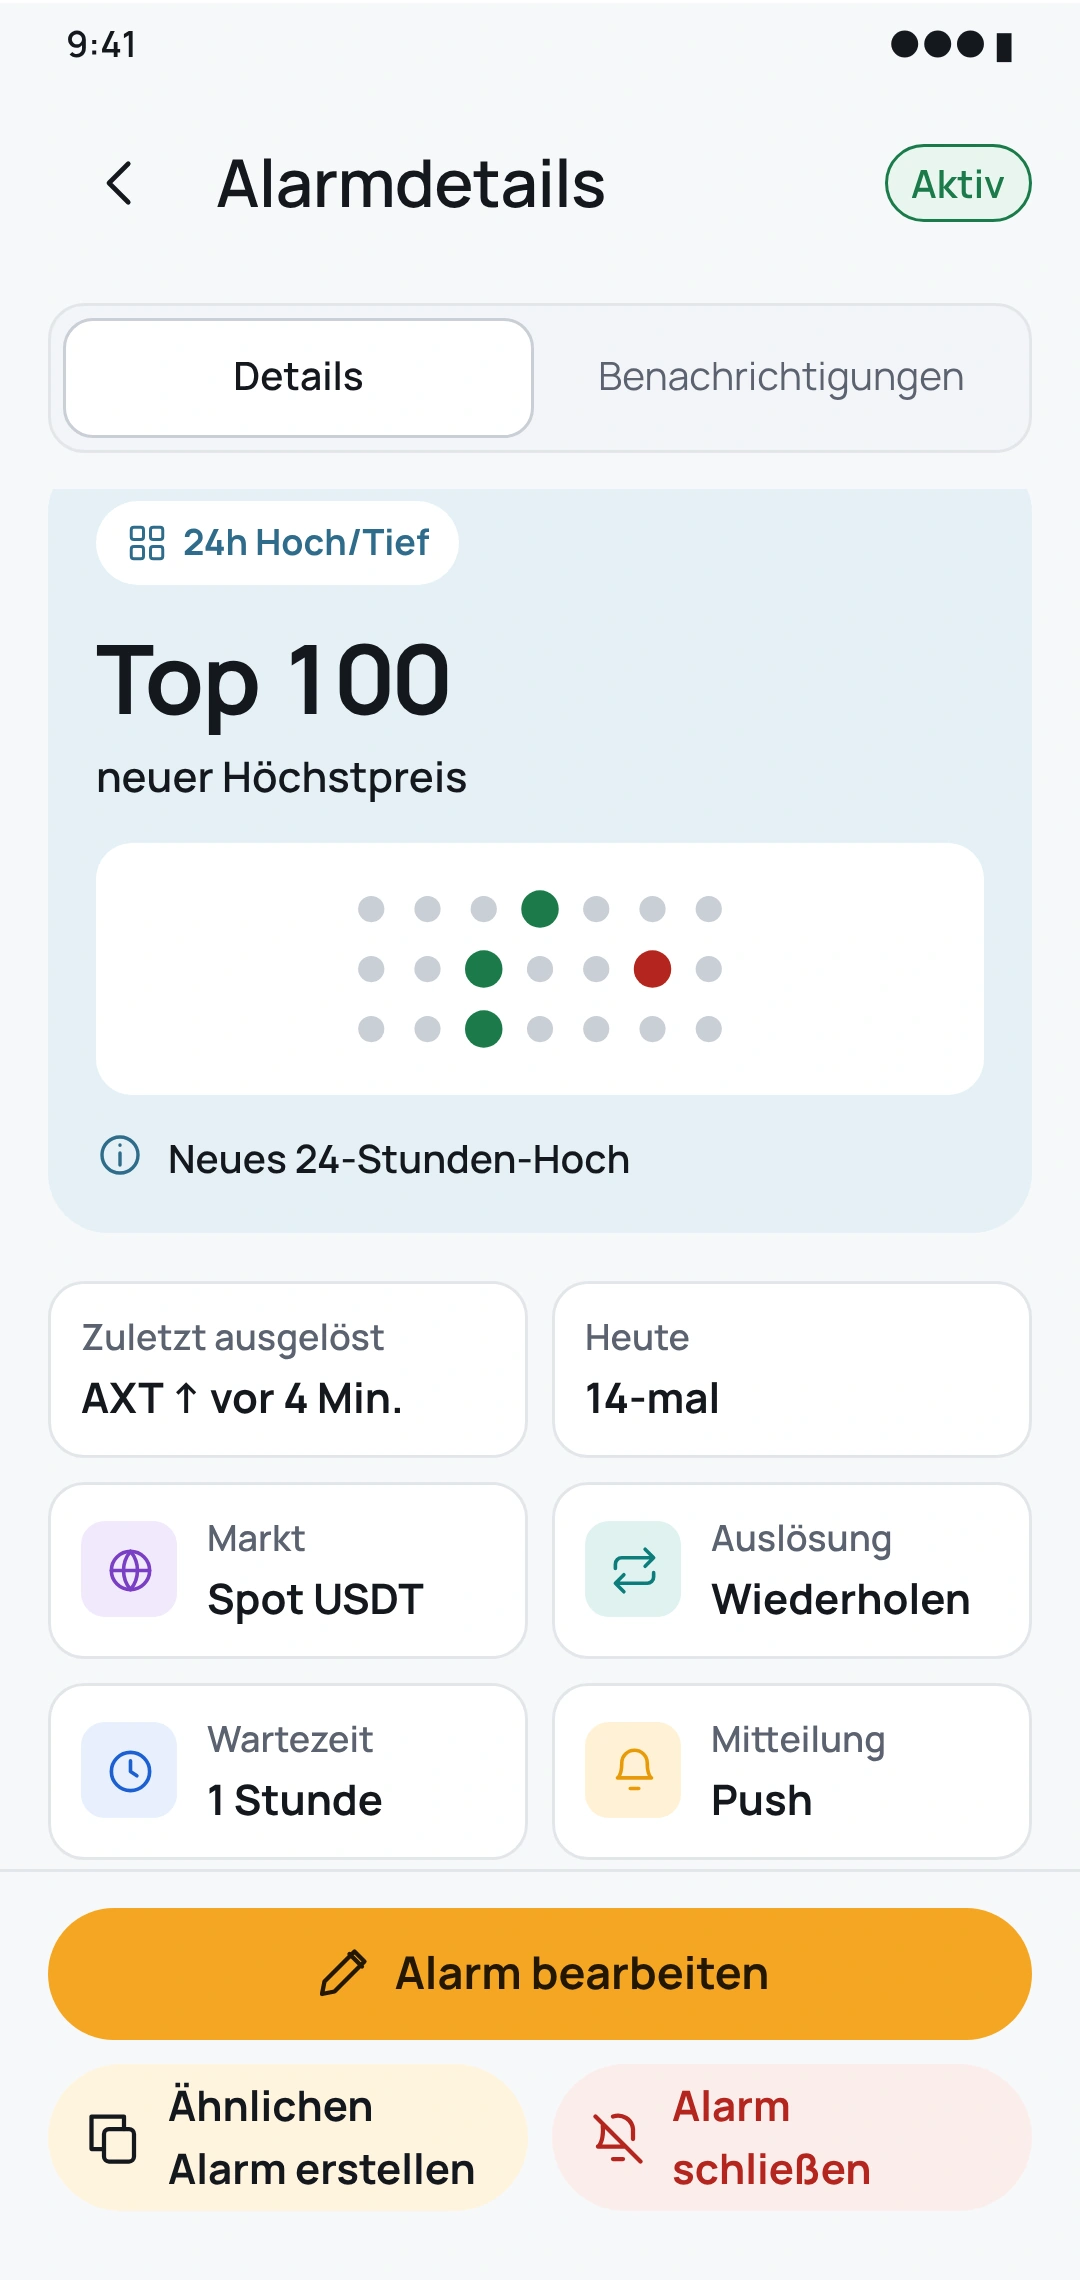 9:41
Alarmdetails
Aktiv
Details
Benachrichtigungen
24h Hoch/Tief
Top 100
neuer Höchstpreis
Neues 24-Stunden-Hoch
Zuletzt ausgelöst
AXT ↑ vor 4 Min.
Heute
14-mal
Markt
Spot USDT
Auslösung
Wiederholen
Wartezeit
1 Stunde
Mitteilung
Push
Alarm bearbeiten
Ähnlichen
Alarm erstellen
Alarm
schließen